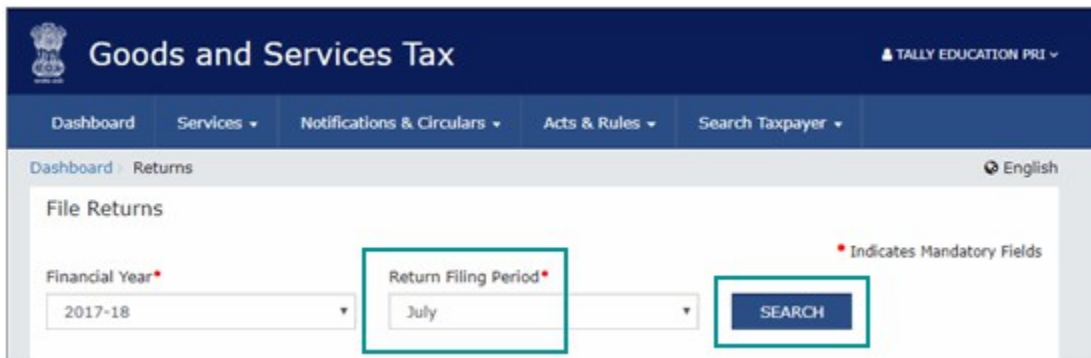 Goods and Services Tax
TALLY EDUCATION PRI
Dashboard Services Notifications & Circulars Acts & Rules Search Taxpayer
Dashboard › Returns English
File Returns
* Indicates Mandatory Fields
Financial Year* Return Filing Period*
2017-18 July SEARCH